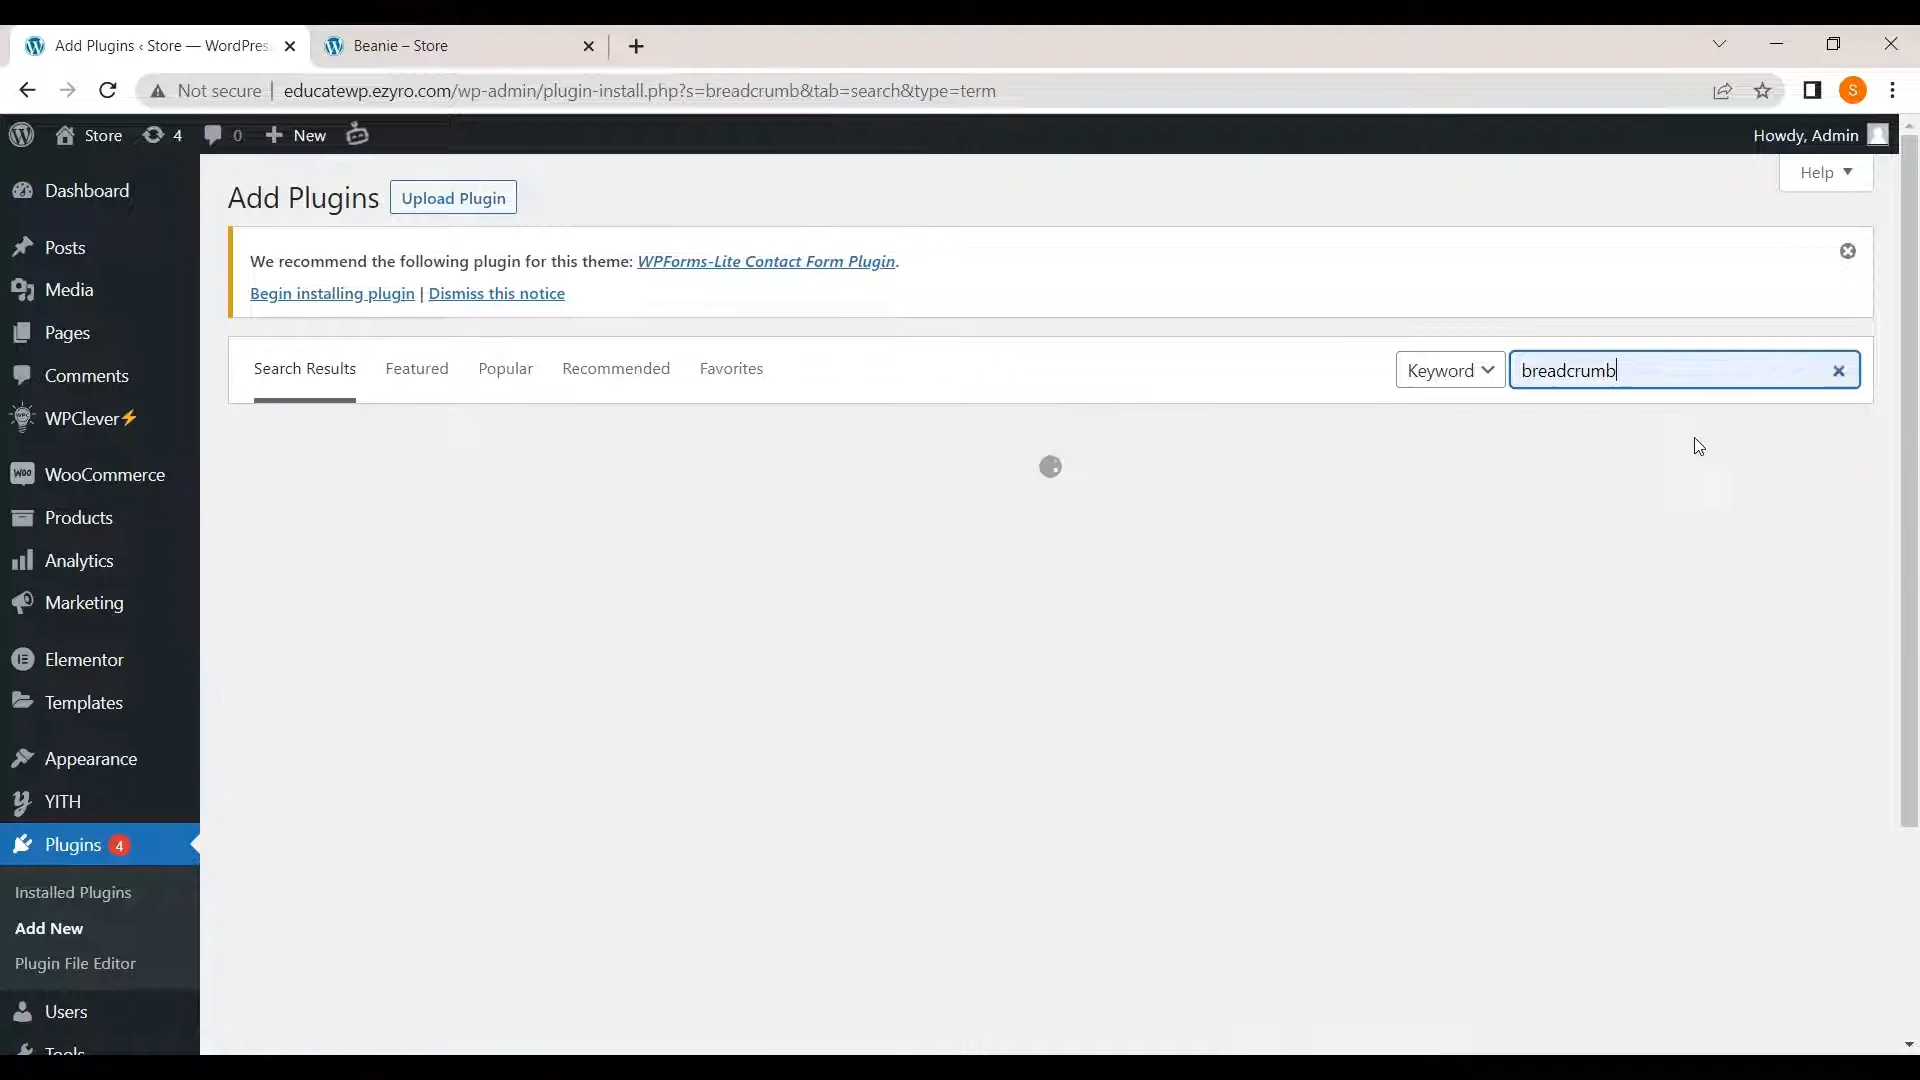 Add Plugins ‹ Store — WordPres
Beanie – Store
Not secure | educatewp.ezyro.com/wp-admin/plugin-install.php?s=breadcrumb&tab=search&type=term
S
Store 4 0 New
Howdy, Admin
Help
Dashboard
Posts
Media
Pages
Comments
WPClever⚡
WooCommerce
Products
Analytics
Marketing
Elementor
Templates
Appearance
YITH
Plugins 4
Installed Plugins
Add New
Plugin File Editor
Users
Tools
Add Plugins Upload Plugin
We recommend the following plugin for this theme: WPForms-Lite Contact Form Plugin.
Begin installing plugin | Dismiss this notice
Search Results Featured Popular Recommended Favorites Keyword breadcrumb